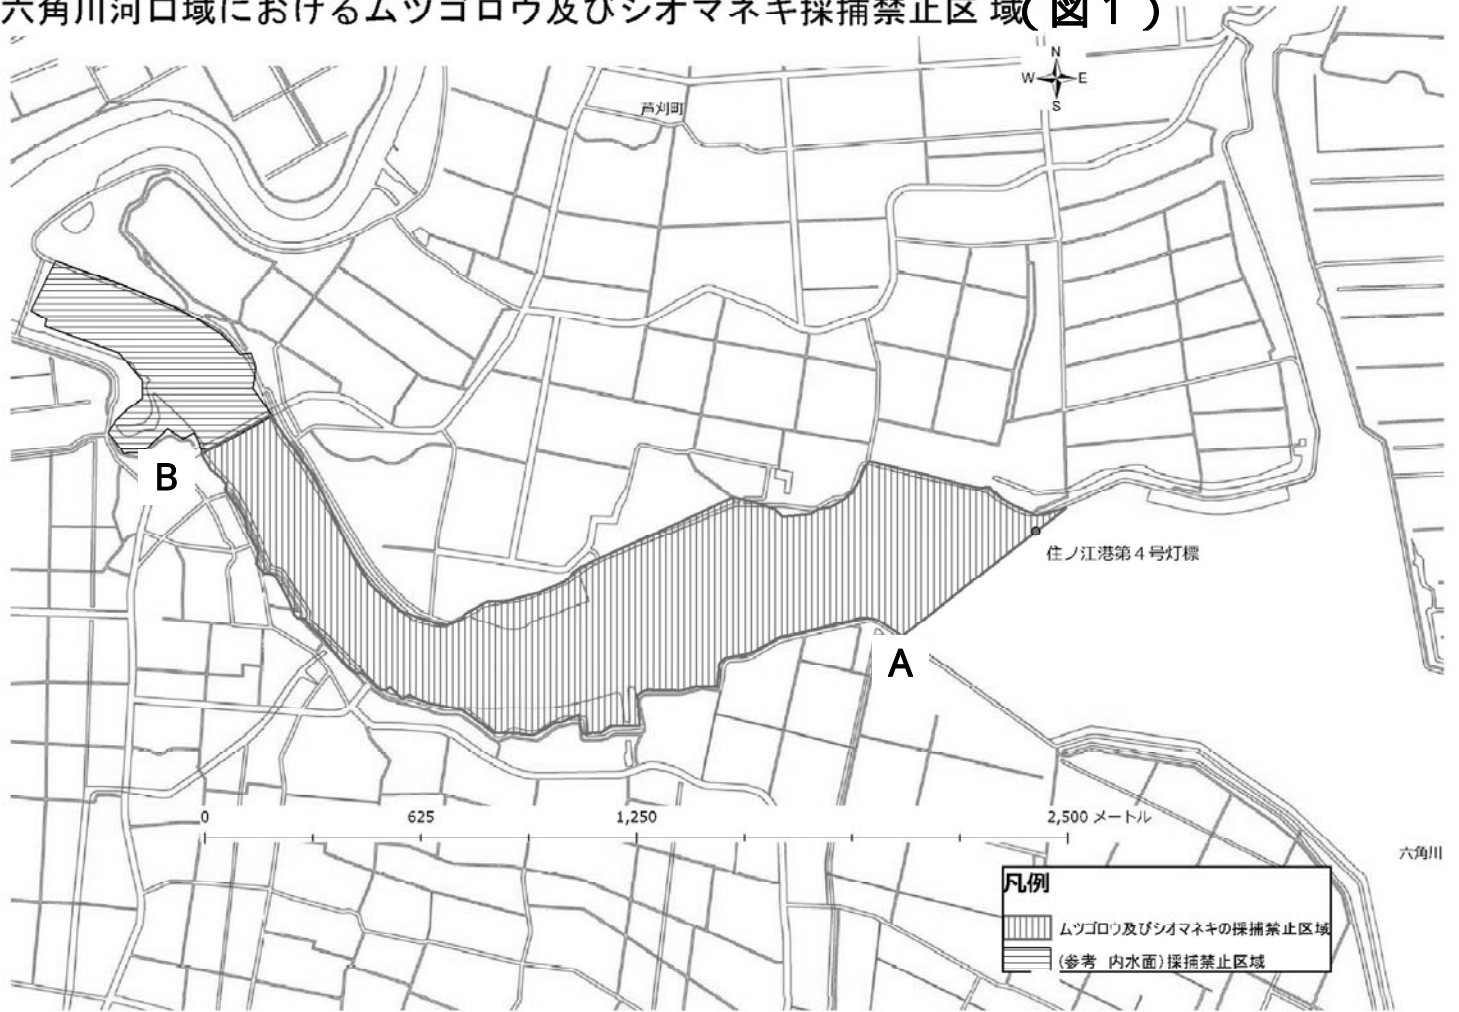 六角川河口域におけるムツゴロウ及びシオマネキ採捕禁止区 域(図1)
N
W E
S
芦刈町
B
住ノ江港第4号灯標
A
0 625 1,250 2,500 メートル
六角川
凡例
ムツゴロウ及びシオマネキの採捕禁止区域
(参考 内水面)採捕禁止区域